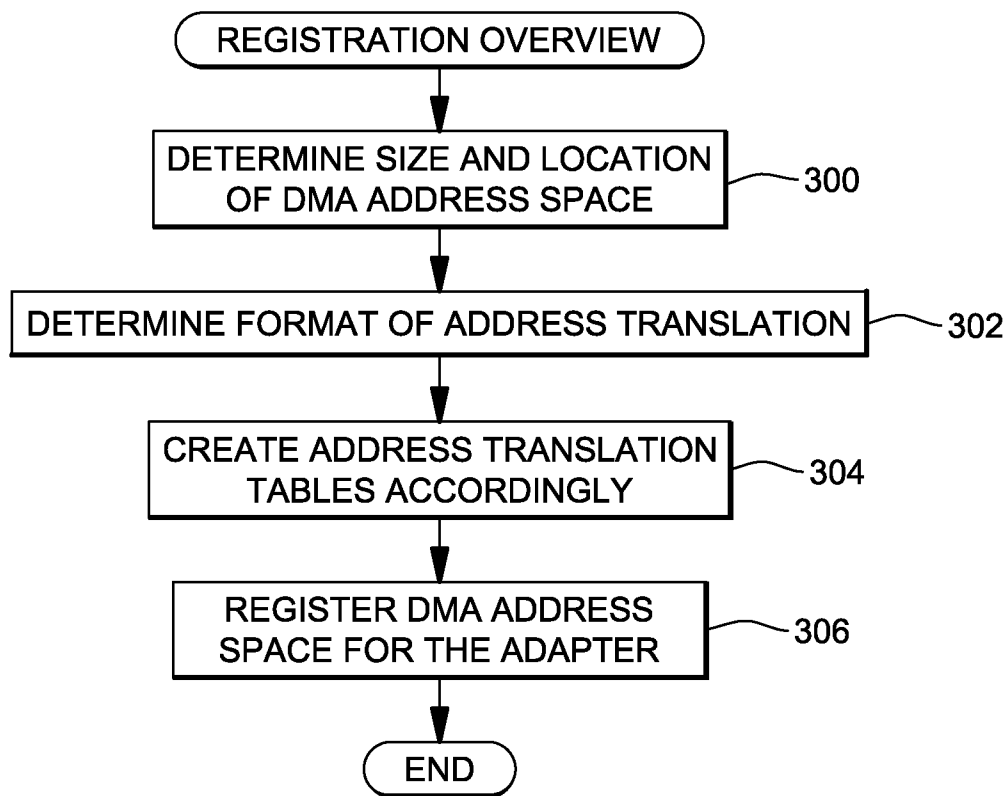 REGISTRATION OVERVIEW
DETERMINE SIZE AND LOCATION
OF DMA ADDRESS SPACE
300
DETERMINE FORMAT OF ADDRESS TRANSLATION
302
CREATE ADDRESS TRANSLATION
TABLES ACCORDINGLY
304
REGISTER DMA ADDRESS
SPACE FOR THE ADAPTER
306
END